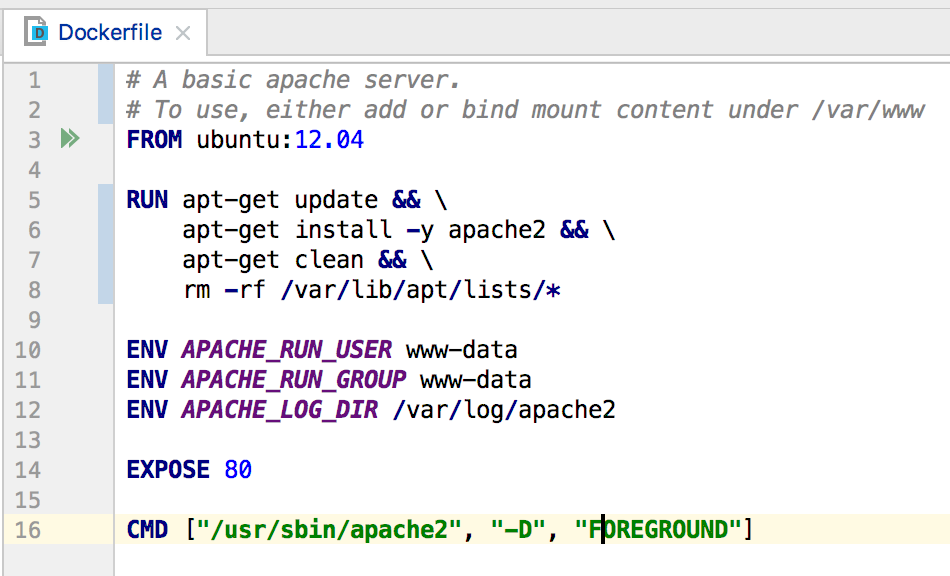 Dockerfile
1 # A basic apache server.
2 # To use, either add or bind mount content under /var/www
3 FROM ubuntu:12.04
4
5 RUN apt-get update && \
6     apt-get install -y apache2 && \
7     apt-get clean && \
8     rm -rf /var/lib/apt/lists/*
9
10 ENV APACHE_RUN_USER www-data
11 ENV APACHE_RUN_GROUP www-data
12 ENV APACHE_LOG_DIR /var/log/apache2
13
14 EXPOSE 80
15
16 CMD ["/usr/sbin/apache2", "-D", "FOREGROUND"]